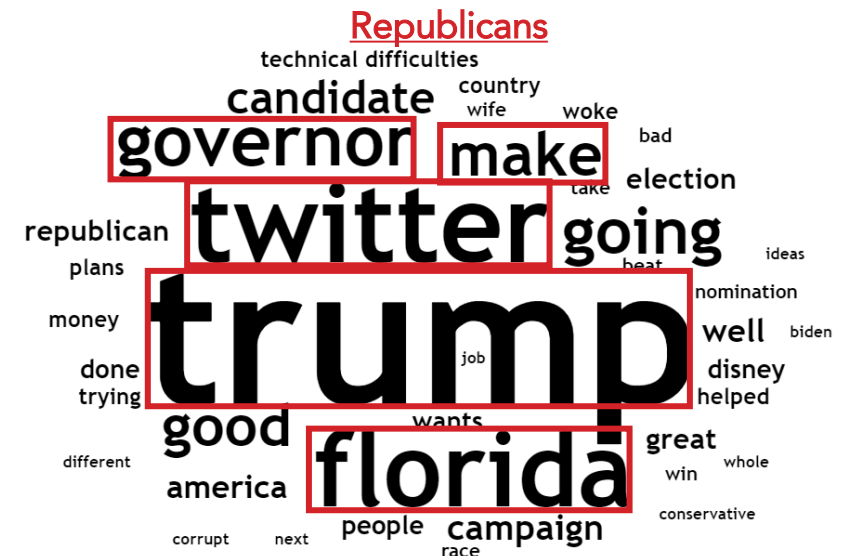 Republicans
technical difficulties
candidate country
wife woke
governor make bad
take election
twitter going
republican
ideas
plans beat
trump nomination
money well biden
job
done disney
trying helped
good wants
florida great
different win whole
america
conservative
people campaign
corrupt next
race